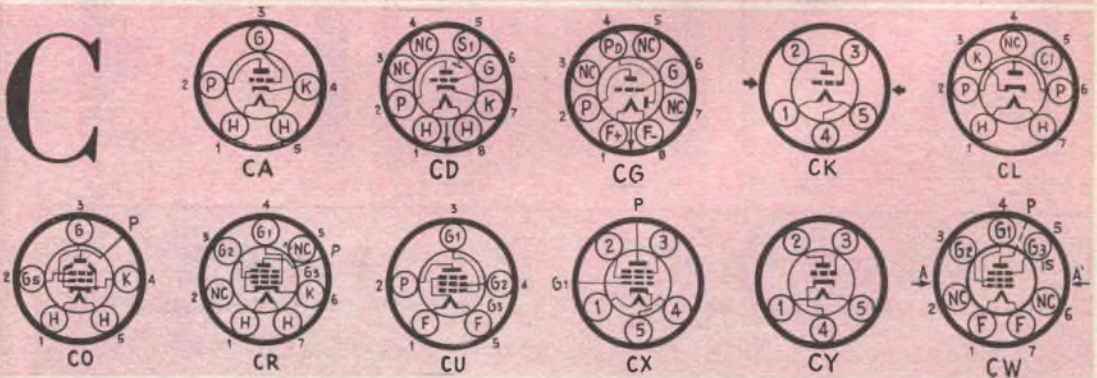 C
3
G
2 P K 4
H H
1 5
CA
4 5
NC S1
3 NC G 6
2 P K 7
H H
1 8
CD
4 5
PD NC
3 NC G 6
2 P NC 7
F+ F-
1 8
CG
2 3
1 5
4
CK
4
NC
3 K Cl 5
2 P P 6
H H
1 7
CL
3 P
G
2 GS K 4
H H
1 5
CO
4
G1
3 G2 NC 5 P
G3
2 NC K 6
H H
1 7
CR
3
G1
2 P G2 4
G3
F F
1 5
CU
P
2 3
G1
1 4
5
CX
2 3
1 5
4
CY
4 P
G1
3 G2 G3 5
IS
A A'
2 NC NC 6
F F
1 7
CW